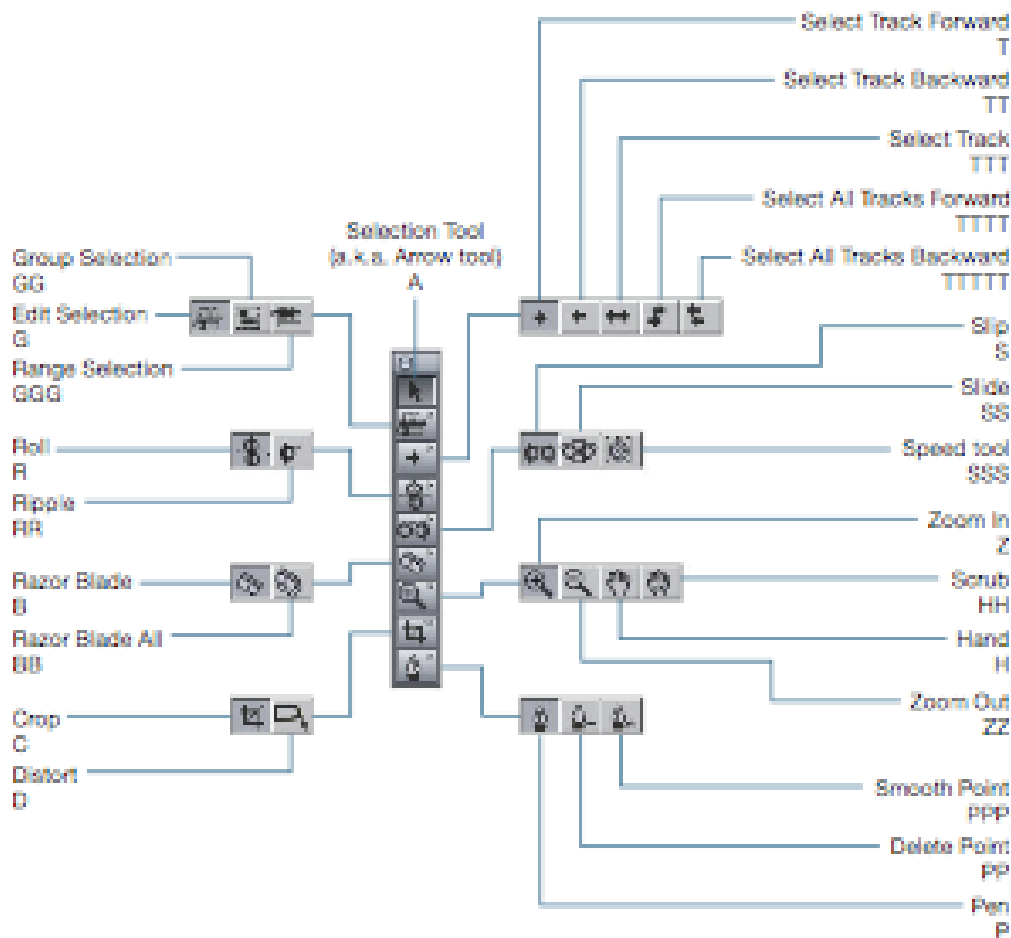 Select Track Forward
T
Select Track Backward
TT
Select Track
TTT
Select All Tracks Forward
TTTT
Select All Tracks Backward
TTTTT
Selection Tool
(a.k.a. Arrow tool)
A
Group Selection
GG
Edit Selection
G
Range Selection
GGG
Roll
R
Ripple
RR
Razor Blade
B
Razor Blade All
BB
Crop
C
Distort
D
Slip
S
Slide
SS
Speed tool
SSS
Zoom In
Z
Scrub
HH
Hand
H
Zoom Out
ZZ
Smooth Point
PPP
Delete Point
PP
Pen
P